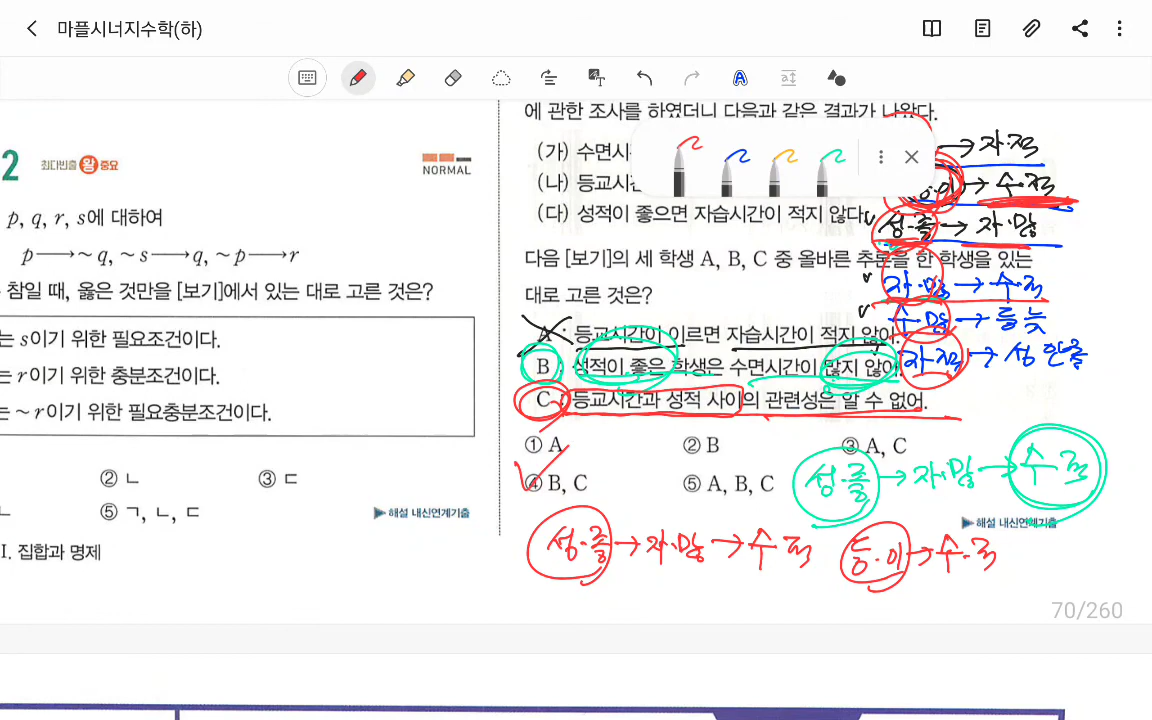 마플시너지수학(하)
2 최다빈출 왕 중요
NORMAL
p, q, r, s에 대하여
p→~q, ~s→q, ~p→r
참일 때, 옳은 것만을 [보기]에서 있는 대로 고른 것은?
는 s이기 위한 필요조건이다.
는 r이기 위한 충분조건이다.
는 ~r이기 위한 필요충분조건이다.
② ㄴ ③ ㄷ
ㄴ ⑤ ㄱ, ㄴ, ㄷ
▶해설 내신연계기출
I. 집합과 명제
에 관한 조사를 하였더니 다음과 같은 결과가 나왔다.
(가) 수면시 → 자·적
(나) 등교시간 → 수·적
(다) 성적이 좋으면 자습시간이 적지 않다. 성·좋 → 자·많
다음 [보기]의 세 학생 A, B, C 중 올바른 추론을 한 학생을 있는
대로 고른 것은?
자·많 → 수·적
수·많 → 등늦
자·적 → 성 안좋
A : 등교시간이 이르면 자습시간이 적지 않아.
B : 성적이 좋은 학생은 수면시간이 많지 않아.
C : 등교시간과 성적 사이의 관련성은 알 수 없어.
① A ② B ③ A, C
④ B, C ⑤ A, B, C
성·좋 → 자·많 → 수·적
▶해설 내신연계기출
성·좋 → 자·많 → 수·적 등·이 → 수·적
70/260